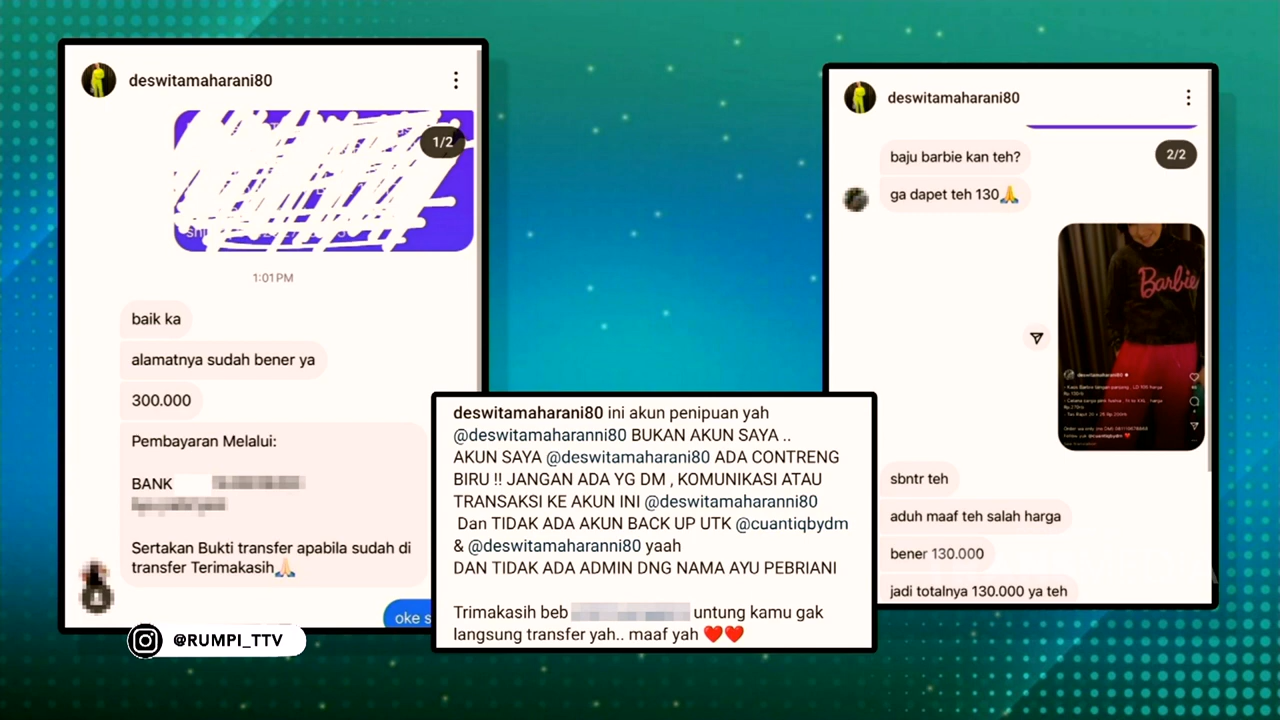 deswitamaharani80
1/2
1:01 PM
baik ka
alamatnya sudah bener ya
300.000
Pembayaran Melalui:
BANK
Sertakan Bukti transfer apabila sudah di
transfer Terimakasih🙏🏻
oke s
@RUMPI_TTV
deswitamaharani80 ini akun penipuan yah
@deswitamaharanni80 BUKAN AKUN SAYA ..
AKUN SAYA @deswitamaharani80 ADA CONTRENG
BIRU !! JANGAN ADA YG DM , KOMUNIKASI ATAU
TRANSAKSI KE AKUN INI @deswitamaharanni80
Dan TIDAK ADA AKUN BACK UP UTK @cuantiqbydm
& @deswitamaharanni80 yaah
DAN TIDAK ADA ADMIN DNG NAMA AYU PEBRIANI
Trimakasih beb untung kamu gak
langsung transfer yah.. maaf yah ❤️❤️
deswitamaharani80
baju barbie kan teh?
2/2
ga dapet teh 130🙏
Barbie
deswitamaharani80
sbntr teh
aduh maaf teh salah harga
bener 130.000
jadi totalnya 130.000 ya teh